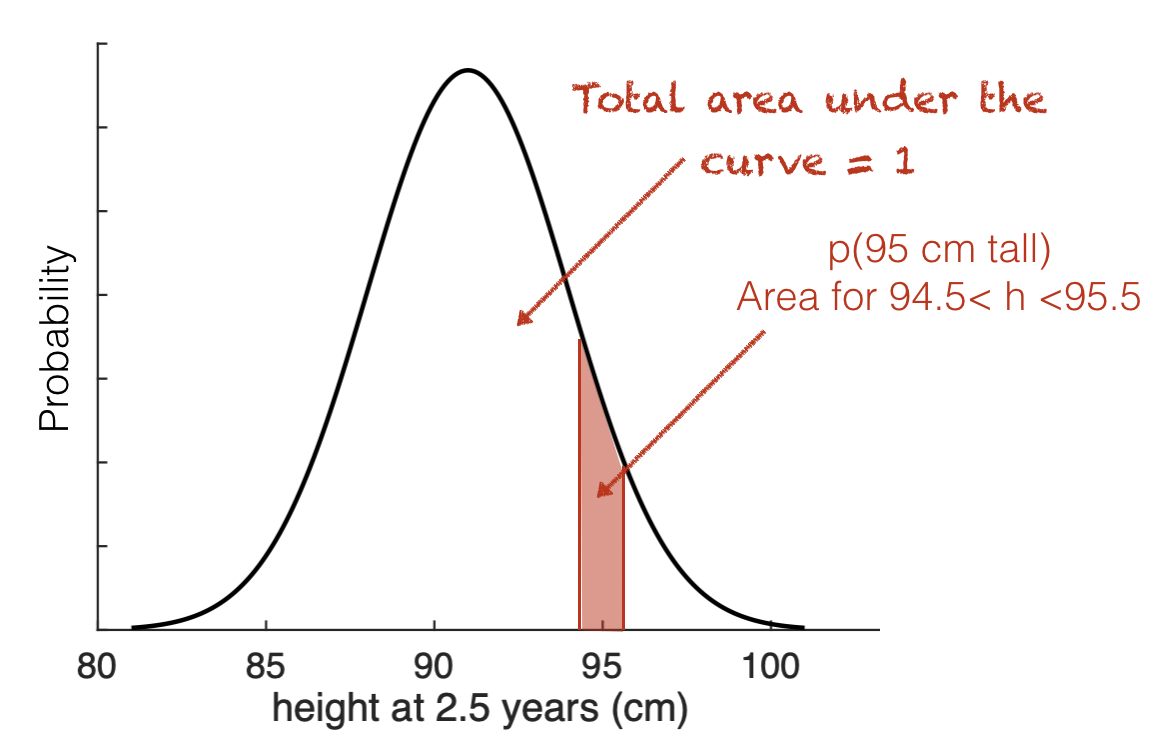 Total area under the
curve = 1
p(95 cm tall)
Area for 94.5< h <95.5
Probability
80 85 90 95 100
height at 2.5 years (cm)